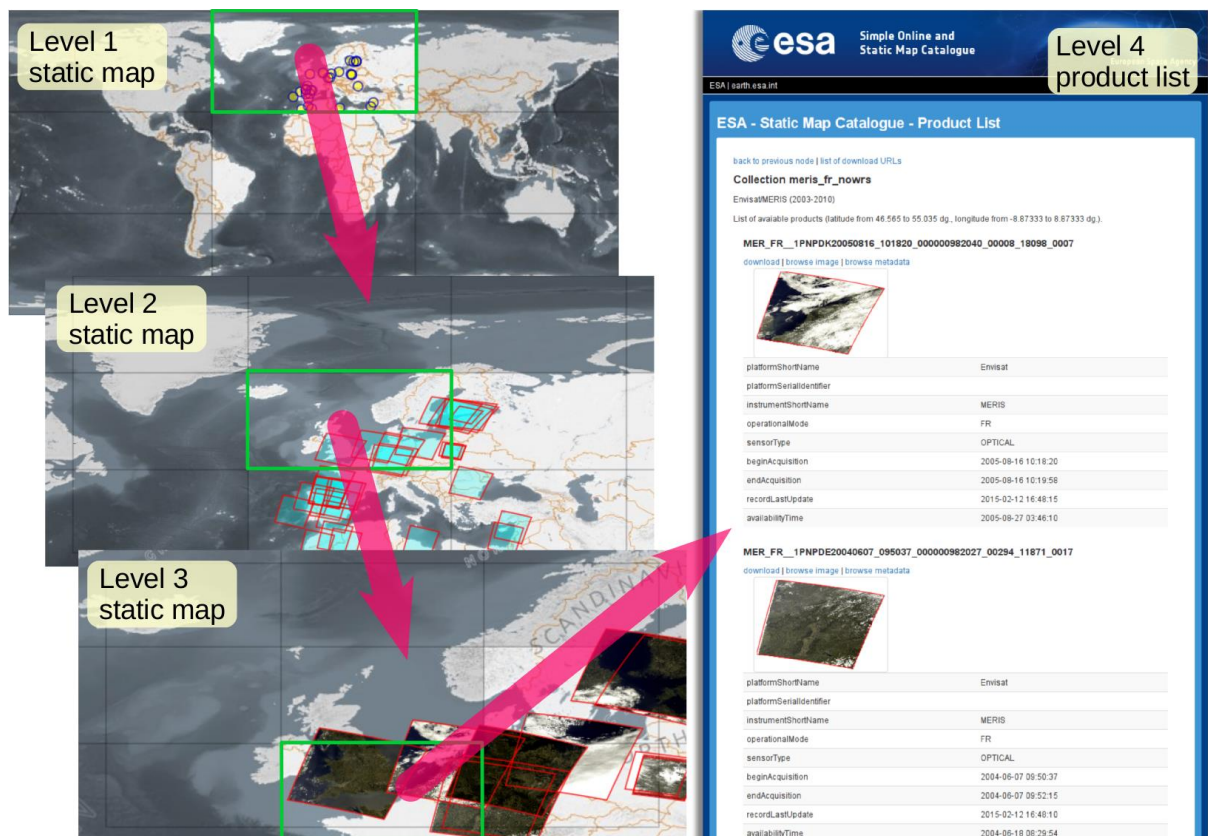 Level 1
static map
Level 2
static map
Level 3
static map
SCANDINAVI
RTH
esa
Simple Online and
Static Map Catalogue
Level 4
product list
ESA | earth.esa.int
ESA - Static Map Catalogue - Product List
back to previous node | list of download URLs
Collection meris_fr_nowrs
Envisat/MERIS (2003-2010)
List of avaiable products (latitude from 46.565 to 55.035 dg., longitude from -8.87333 to 8.87333 dg.).
MER_FR__1PNPDK20050816_101820_000000982040_00008_18098_0007
download | browse image | browse metadata
platformShortName Envisat
platformSerialIdentifier
instrumentShortName MERIS
operationalMode FR
sensorType OPTICAL
beginAcquisition 2005-08-16 10:18:20
endAcquisition 2005-08-16 10:19:58
recordLastUpdate 2015-02-12 16:48:15
availabilityTime 2005-08-27 03:46:10
MER_FR__1PNPDE20040607_095037_000000982027_00294_11871_0017
download | browse image | browse metadata
platformShortName Envisat
platformSerialIdentifier
instrumentShortName MERIS
operationalMode FR
sensorType OPTICAL
beginAcquisition 2004-06-07 09:50:37
endAcquisition 2004-06-07 09:52:15
recordLastUpdate 2015-02-12 16:48:10
availabilityTime 2004-06-18 08:29:54